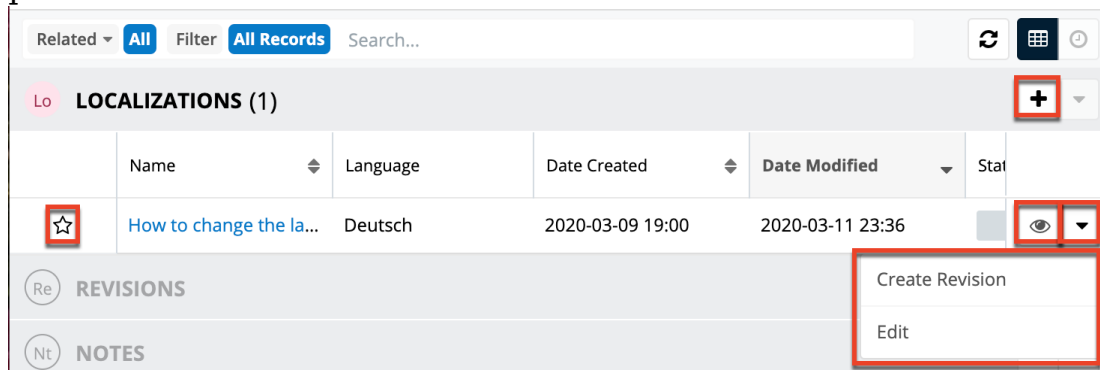 Related All Filter All Records Search...
Lo LOCALIZATIONS (1)
Name Language Date Created Date Modified
How to change the la... Deutsch 2020-03-09 19:00 2020-03-11 23:36
Re REVISIONS
Create Revision
Edit
Nt NOTES